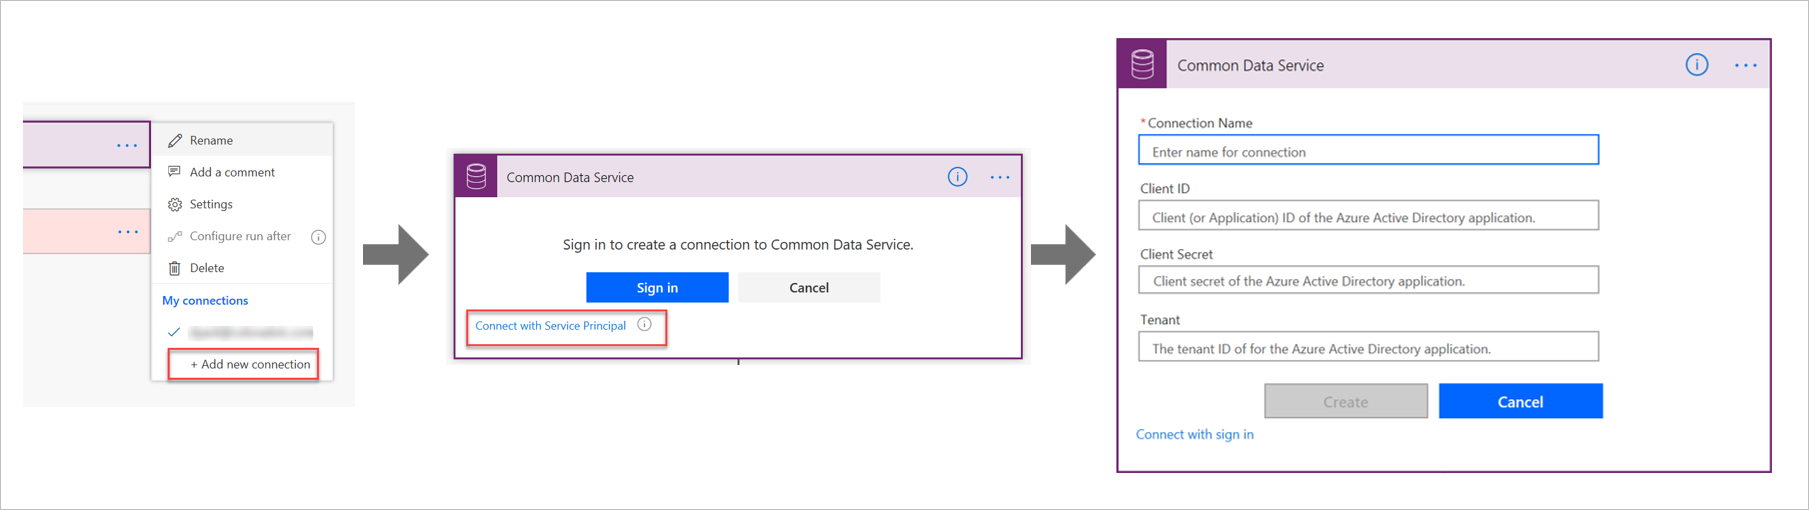 Rename
Add a comment
Settings
Configure run after
Delete
My connections
+ Add new connection
Common Data Service
Sign in to create a connection to Common Data Service.
Sign in
Cancel
Connect with Service Principal
Common Data Service
* Connection Name
Enter name for connection
Client ID
Client (or Application) ID of the Azure Active Directory application.
Client Secret
Client secret of the Azure Active Directory application.
Tenant
The tenant ID of for the Azure Active Directory application.
Create
Cancel
Connect with sign in